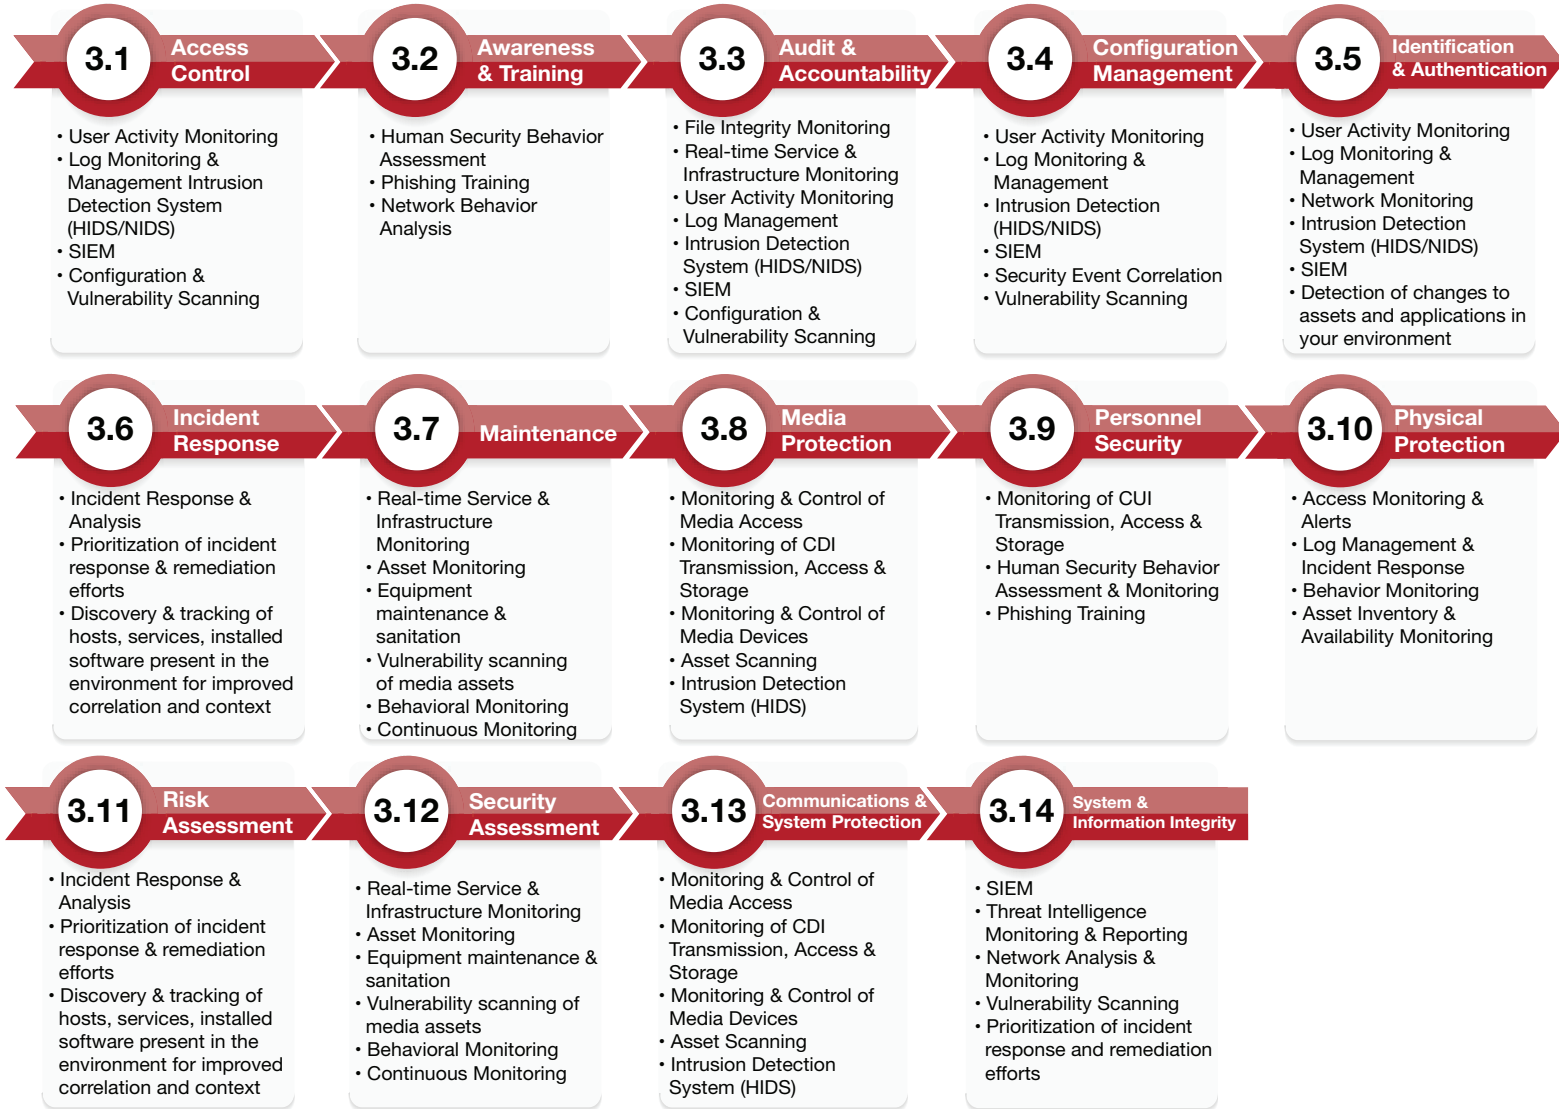 3.1
Access
Control
• User Activity Monitoring
• Log Monitoring &
Management Intrusion
Detection System
(HIDS/NIDS)
• SIEM
• Configuration &
Vulnerability Scanning
3.2
Awareness
& Training
• Human Security Behavior
Assessment
• Phishing Training
• Network Behavior
Analysis
3.3
Audit &
Accountability
• File Integrity Monitoring
• Real-time Service &
Infrastructure Monitoring
• User Activity Monitoring
• Log Management
• Intrusion Detection
System (HIDS/NIDS)
• SIEM
• Configuration &
Vulnerability Scanning
3.4
Configuration
Management
• User Activity Monitoring
• Log Monitoring &
Management
• Intrusion Detection
(HIDS/NIDS)
• SIEM
• Security Event Correlation
• Vulnerability Scanning
3.5
Identification
& Authentication
• User Activity Monitoring
• Log Monitoring &
Management
• Network Monitoring
• Intrusion Detection
System (HIDS/NIDS)
• SIEM
• Detection of changes to
assets and applications in
your environment
3.6
Incident
Response
• Incident Response &
Analysis
• Prioritization of incident
response & remediation
efforts
• Discovery & tracking of
hosts, services, installed
software present in the
environment for improved
correlation and context
3.7
Maintenance
• Real-time Service &
Infrastructure
Monitoring
• Asset Monitoring
• Equipment
maintenance &
sanitation
• Vulnerability scanning
of media assets
• Behavioral Monitoring
• Continuous Monitoring
3.8
Media
Protection
• Monitoring & Control of
Media Access
• Monitoring of CDI
Transmission, Access &
Storage
• Monitoring & Control of
Media Devices
• Asset Scanning
• Intrusion Detection
System (HIDS)
3.9
Personnel
Security
• Monitoring of CUI
Transmission, Access &
Storage
• Human Security Behavior
Assessment & Monitoring
• Phishing Training
3.10
Physical
Protection
• Access Monitoring &
Alerts
• Log Management &
Incident Response
• Behavior Monitoring
• Asset Inventory &
Availability Monitoring
3.11
Risk
Assessment
• Incident Response &
Analysis
• Prioritization of incident
response & remediation
efforts
• Discovery & tracking of
hosts, services, installed
software present in the
environment for improved
correlation and context
3.12
Security
Assessment
• Real-time Service &
Infrastructure Monitoring
• Asset Monitoring
• Equipment maintenance &
sanitation
• Vulnerability scanning of
media assets
• Behavioral Monitoring
• Continuous Monitoring
3.13
Communications &
System Protection
• Monitoring & Control of
Media Access
• Monitoring of CDI
Transmission, Access &
Storage
• Monitoring & Control of
Media Devices
• Asset Scanning
• Intrusion Detection
System (HIDS)
3.14
System &
Information Integrity
• SIEM
• Threat Intelligence
Monitoring & Reporting
• Network Analysis &
Monitoring
• Vulnerability Scanning
• Prioritization of incident
response and remediation
efforts